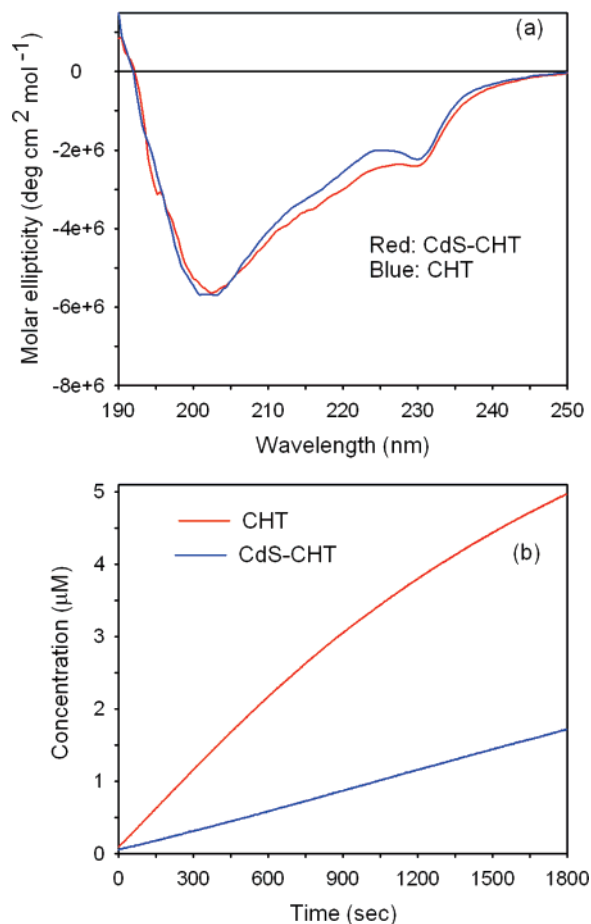 (a)
0
-2e+6
-4e+6
-6e+6
-8e+6
Molar ellipticity (deg cm 2 mol -1)
Red: CdS-CHT
Blue: CHT
190 200 210 220 230 240 250
Wavelength (nm)
5
4
3
2
1
0
Concentration (μM)
CHT
CdS-CHT
(b)
0 300 600 900 1200 1500 1800
Time (sec)